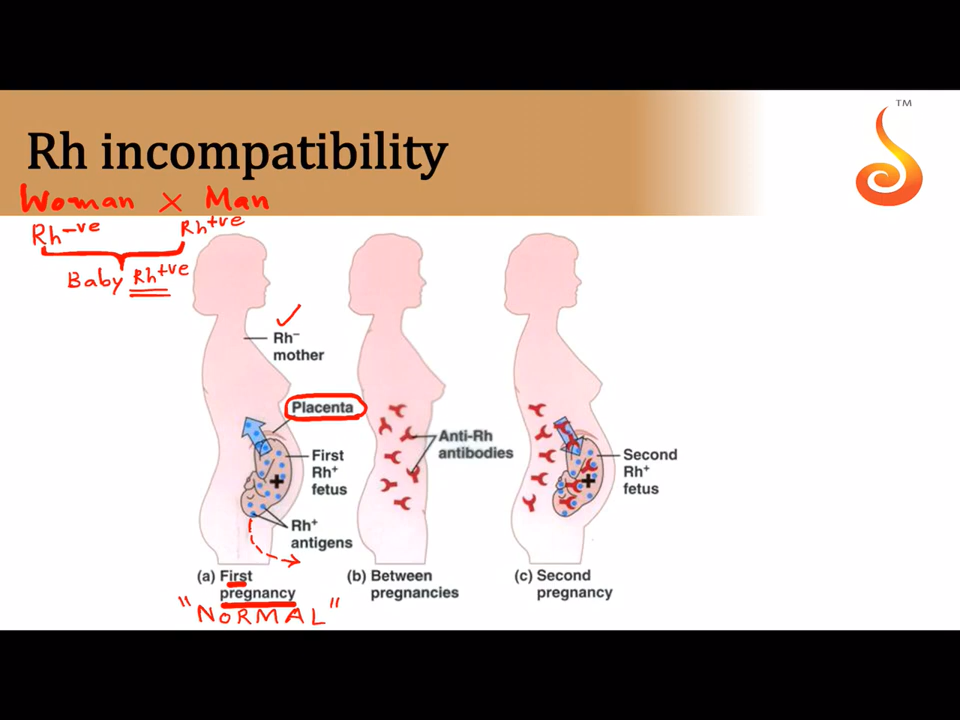 TM
Rh incompatibility
Woman × Man
Rh-ve Rh+ve
Baby Rh+ve
Rh−
mother
Placenta
First
Rh+
fetus
Rh+
antigens
(a) First
pregnancy
"NORMAL"
Anti-Rh
antibodies
(b) Between
pregnancies
Second
Rh+
fetus
(c) Second
pregnancy